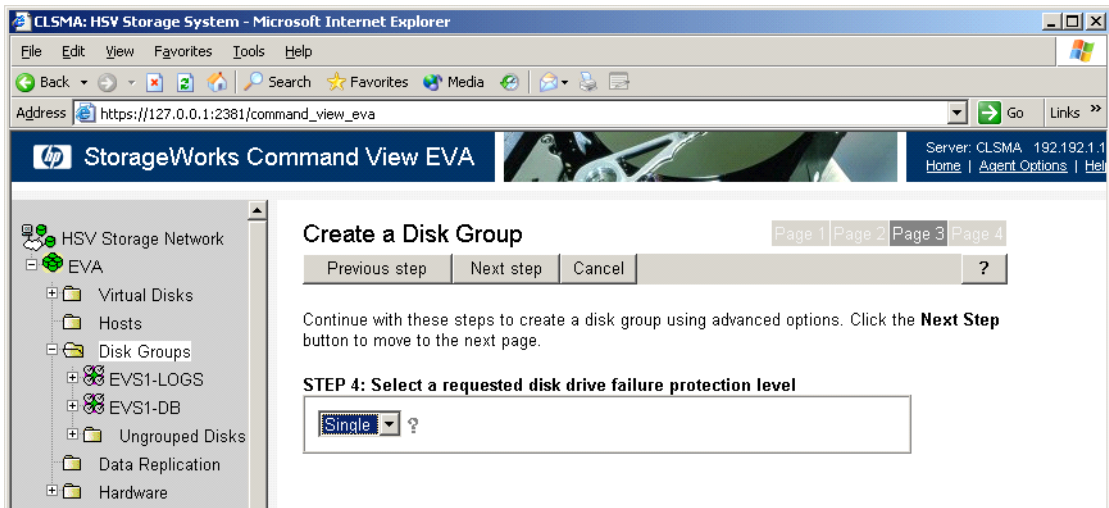 CLSMA: HSV Storage System - Microsoft Internet Explorer
File Edit View Favorites Tools Help
Back Search Favorites Media
Address https://127.0.0.1:2381/command_view_eva Go Links »
hp StorageWorks Command View EVA
Server: CLSMA 192.192.1.1
Home | Agent Options | Hel
HSV Storage Network
EVA
Virtual Disks
Hosts
Disk Groups
EVS1-LOGS
EVS1-DB
Ungrouped Disks
Data Replication
Hardware
Create a Disk Group
Page 1 Page 2 Page 3 Page 4
Previous step Next step Cancel ?
Continue with these steps to create a disk group using advanced options. Click the Next Step
button to move to the next page.
STEP 4: Select a requested disk drive failure protection level
Single ?